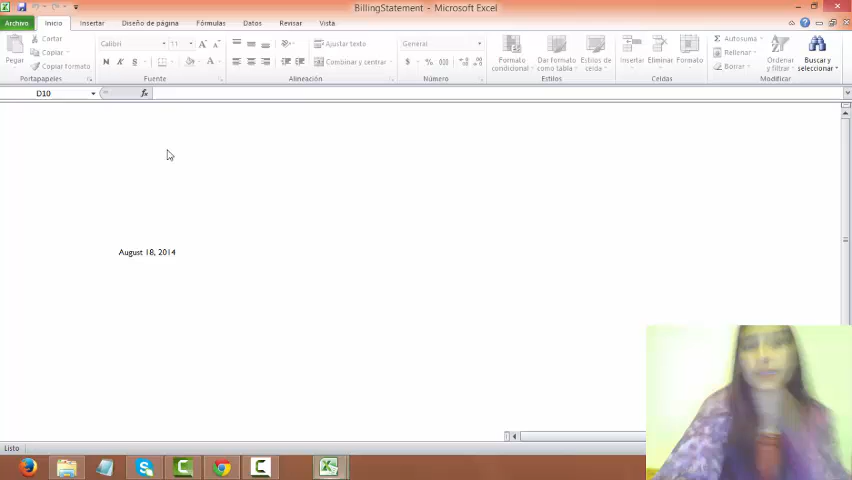 BillingStatement - Microsoft Excel
Archivo Inicio Insertar Diseño de página Fórmulas Datos Revisar Vista
Pegar
Cortar
Copiar
Copiar formato
Portapapeles
Calibri 11
N K S
Fuente
Ajustar texto
Combinar y centrar
Alineación
General
$ % 000
Número
Formato condicional
Dar formato como tabla
Estilos de celda
Estilos
Insertar Eliminar Formato
Celdas
Autosuma
Rellenar
Borrar
Ordenar y filtrar
Buscar y seleccionar
Modificar
D10 fx
August 18, 2014
Listo